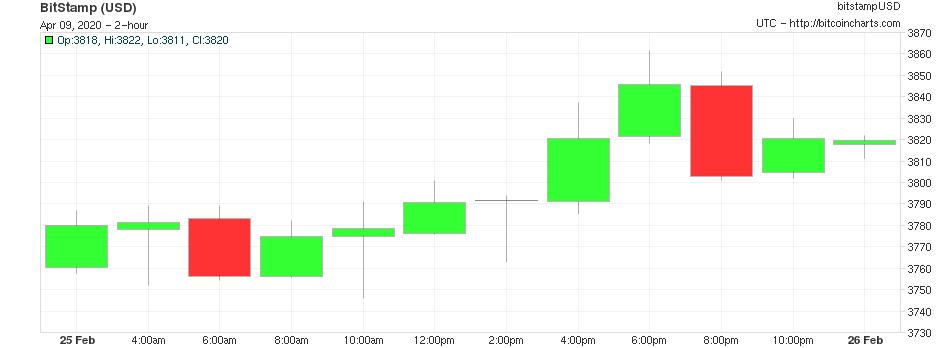 BitStamp (USD)
bitstampUSD
Apr 09, 2020 - 2-hour
UTC - http://bitcoincharts.com
Op:3818, Hi:3822, Lo:3811, Cl:3820
3870
3860
3850
3840
3830
3820
3810
3800
3790
3780
3770
3760
3750
3740
3730
25 Feb 4:00am 6:00am 8:00am 10:00am 12:00pm 2:00pm 4:00pm 6:00pm 8:00pm 10:00pm 26 Feb